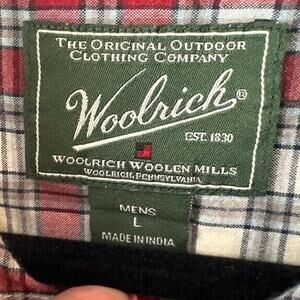 THE ORIGINAL OUTDOOR
CLOTHING COMPANY
Woolrich®
EST. 1830
WOOLRICH WOOLEN MILLS
WOOLRICH, PENNSYLVANIA
MENS
L
MADE IN INDIA